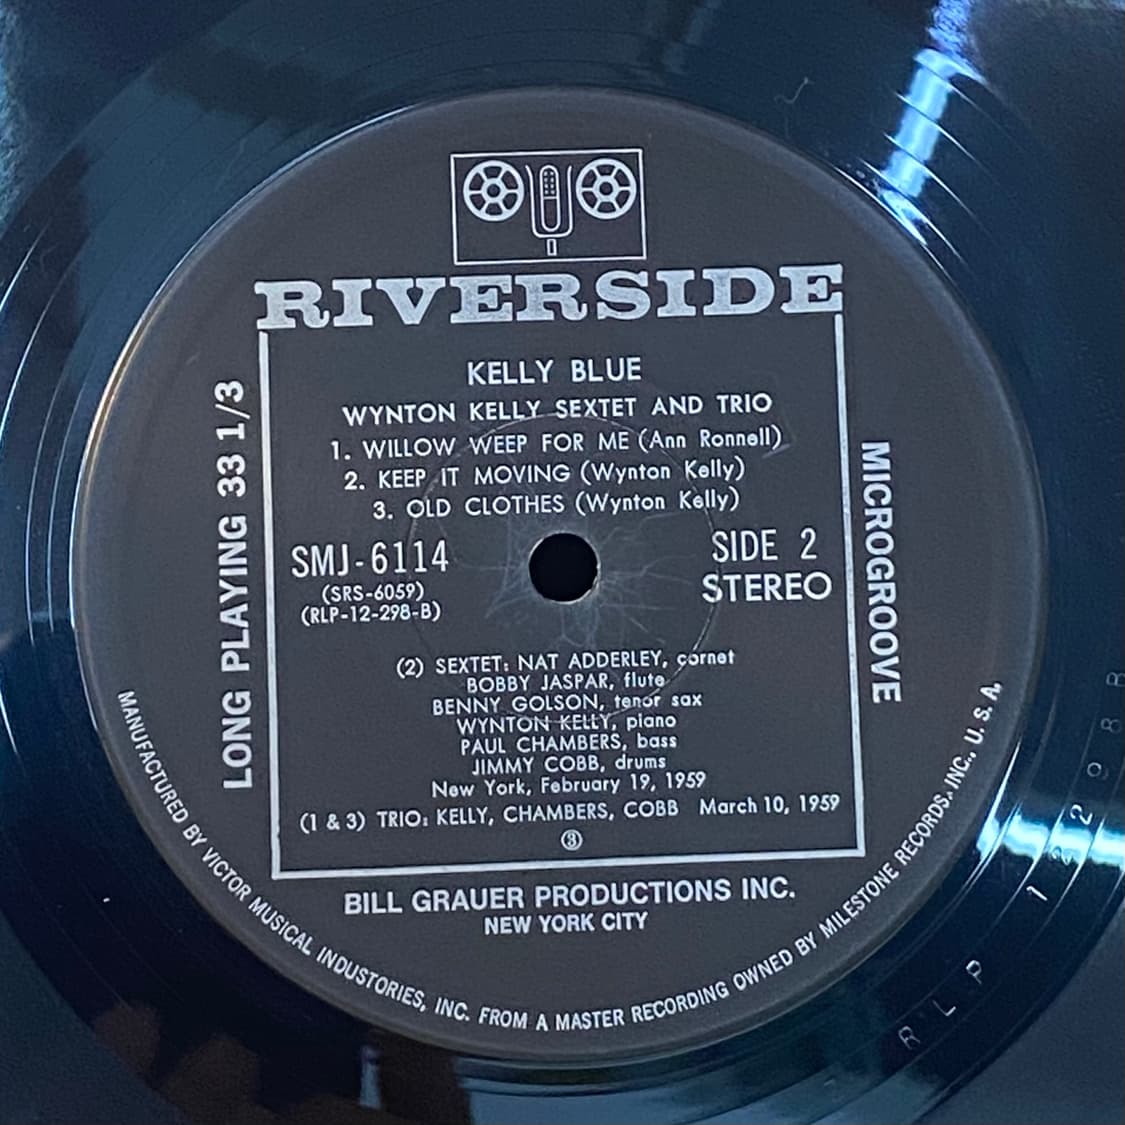 RIVERSIDE
KELLY BLUE
WYNTON KELLY SEXTET AND TRIO
1. WILLOW WEEP FOR ME (Ann Ronnell)
2. KEEP IT MOVING (Wynton Kelly)
3. OLD CLOTHES (Wynton Kelly)
SMJ-6114
(SRS-6059)
(RLP-12-298-B)
SIDE 2
STEREO
LONG PLAYING 33 1/3
MICROGROOVE
(2) SEXTET: NAT ADDERLEY, cornet
BOBBY JASPAR, flute
BENNY GOLSON, tenor sax
WYNTON KELLY, piano
PAUL CHAMBERS, bass
JIMMY COBB, drums
New York, February 19, 1959
(1 & 3) TRIO: KELLY, CHAMBERS, COBB March 10, 1959
③
BILL GRAUER PRODUCTIONS INC.
NEW YORK CITY
MANUFACTURED BY VICTOR MUSICAL INDUSTORIES, INC. FROM A MASTER RECORDING OWNED BY MILESTONE RECORDS, INC., U. S. A.
RLP 12298B